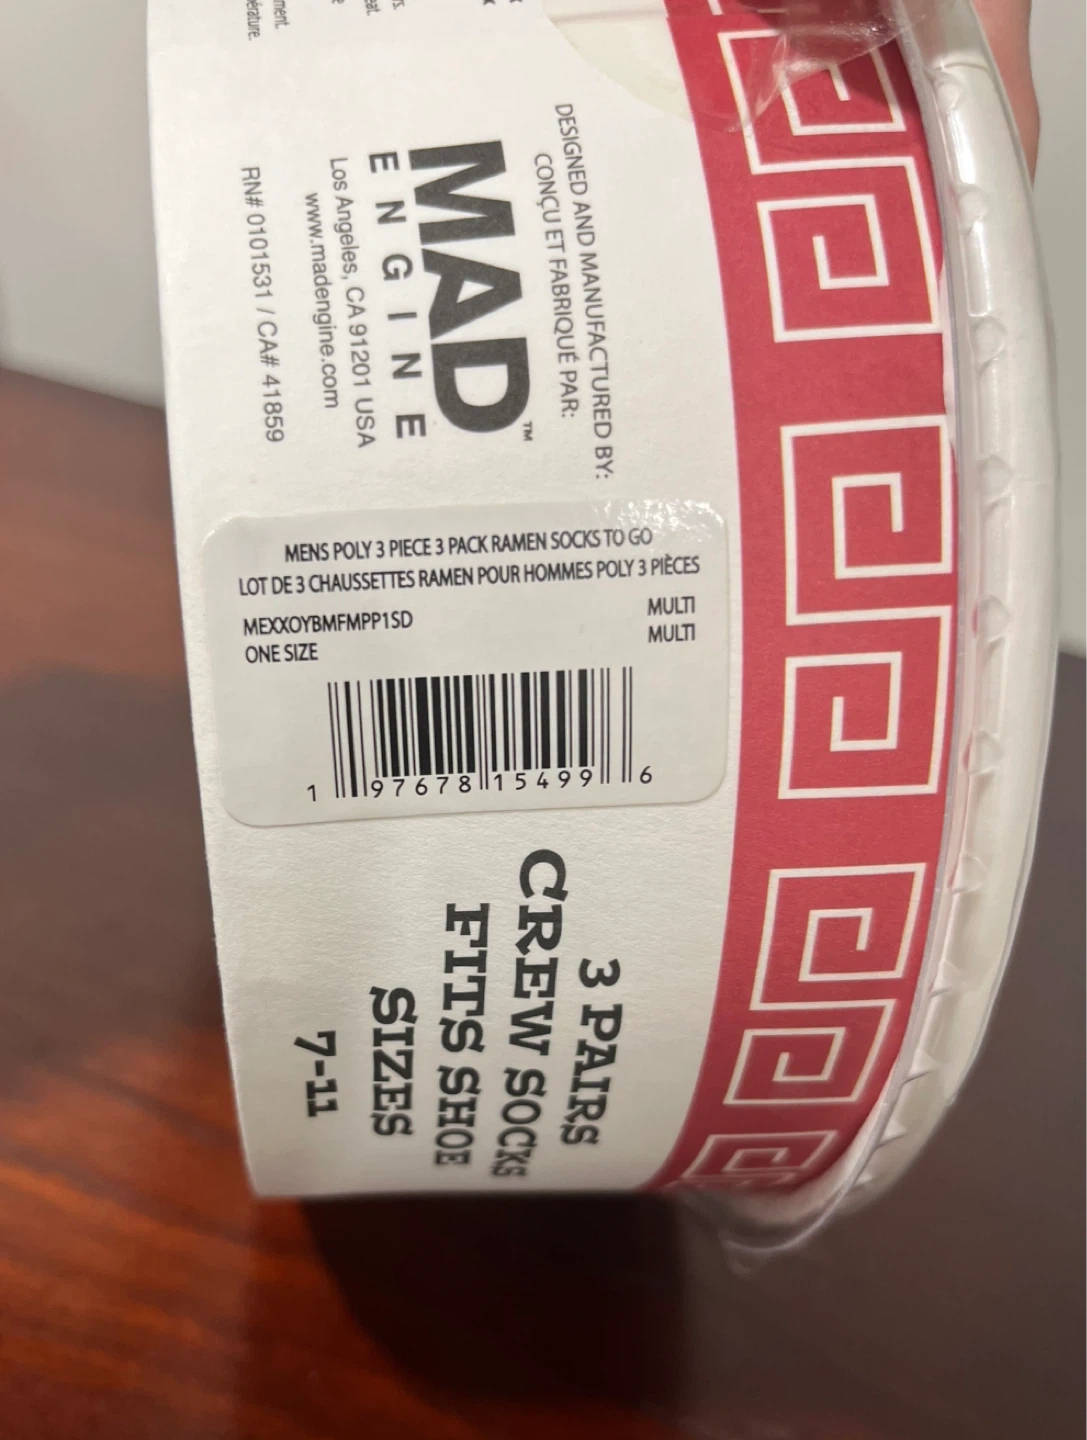 ment.
érature.
DESIGNED AND MANUFACTURED BY:
CONÇU ET FABRIQUÉ PAR:
MAD™
ENGINE
Los Angeles, CA 91201 USA
www.madengine.com
RN# 0101531 / CA# 41859
MENS POLY 3 PIECE 3 PACK RAMEN SOCKS TO GO
LOT DE 3 CHAUSSETTES RAMEN POUR HOMMES POLY 3 PIÈCES
MEXXOYBMFMPP1SD MULTI
ONE SIZE MULTI
1 97678 15499 6
3 PAIRS
CREW SOCKS
FITS SHOE
SIZES
7-11